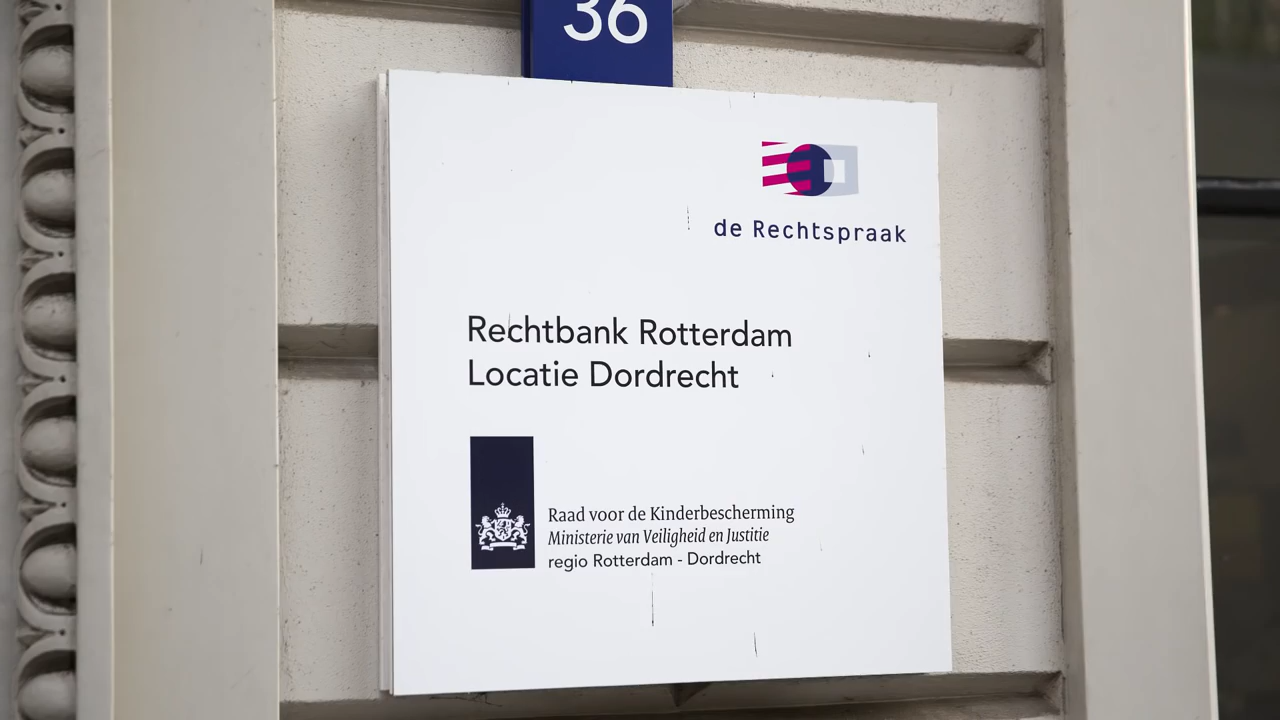 36
de Rechtspraak
Rechtbank Rotterdam
Locatie Dordrecht
Raad voor de Kinderbescherming
Ministerie van Veiligheid en Justitie
regio Rotterdam - Dordrecht